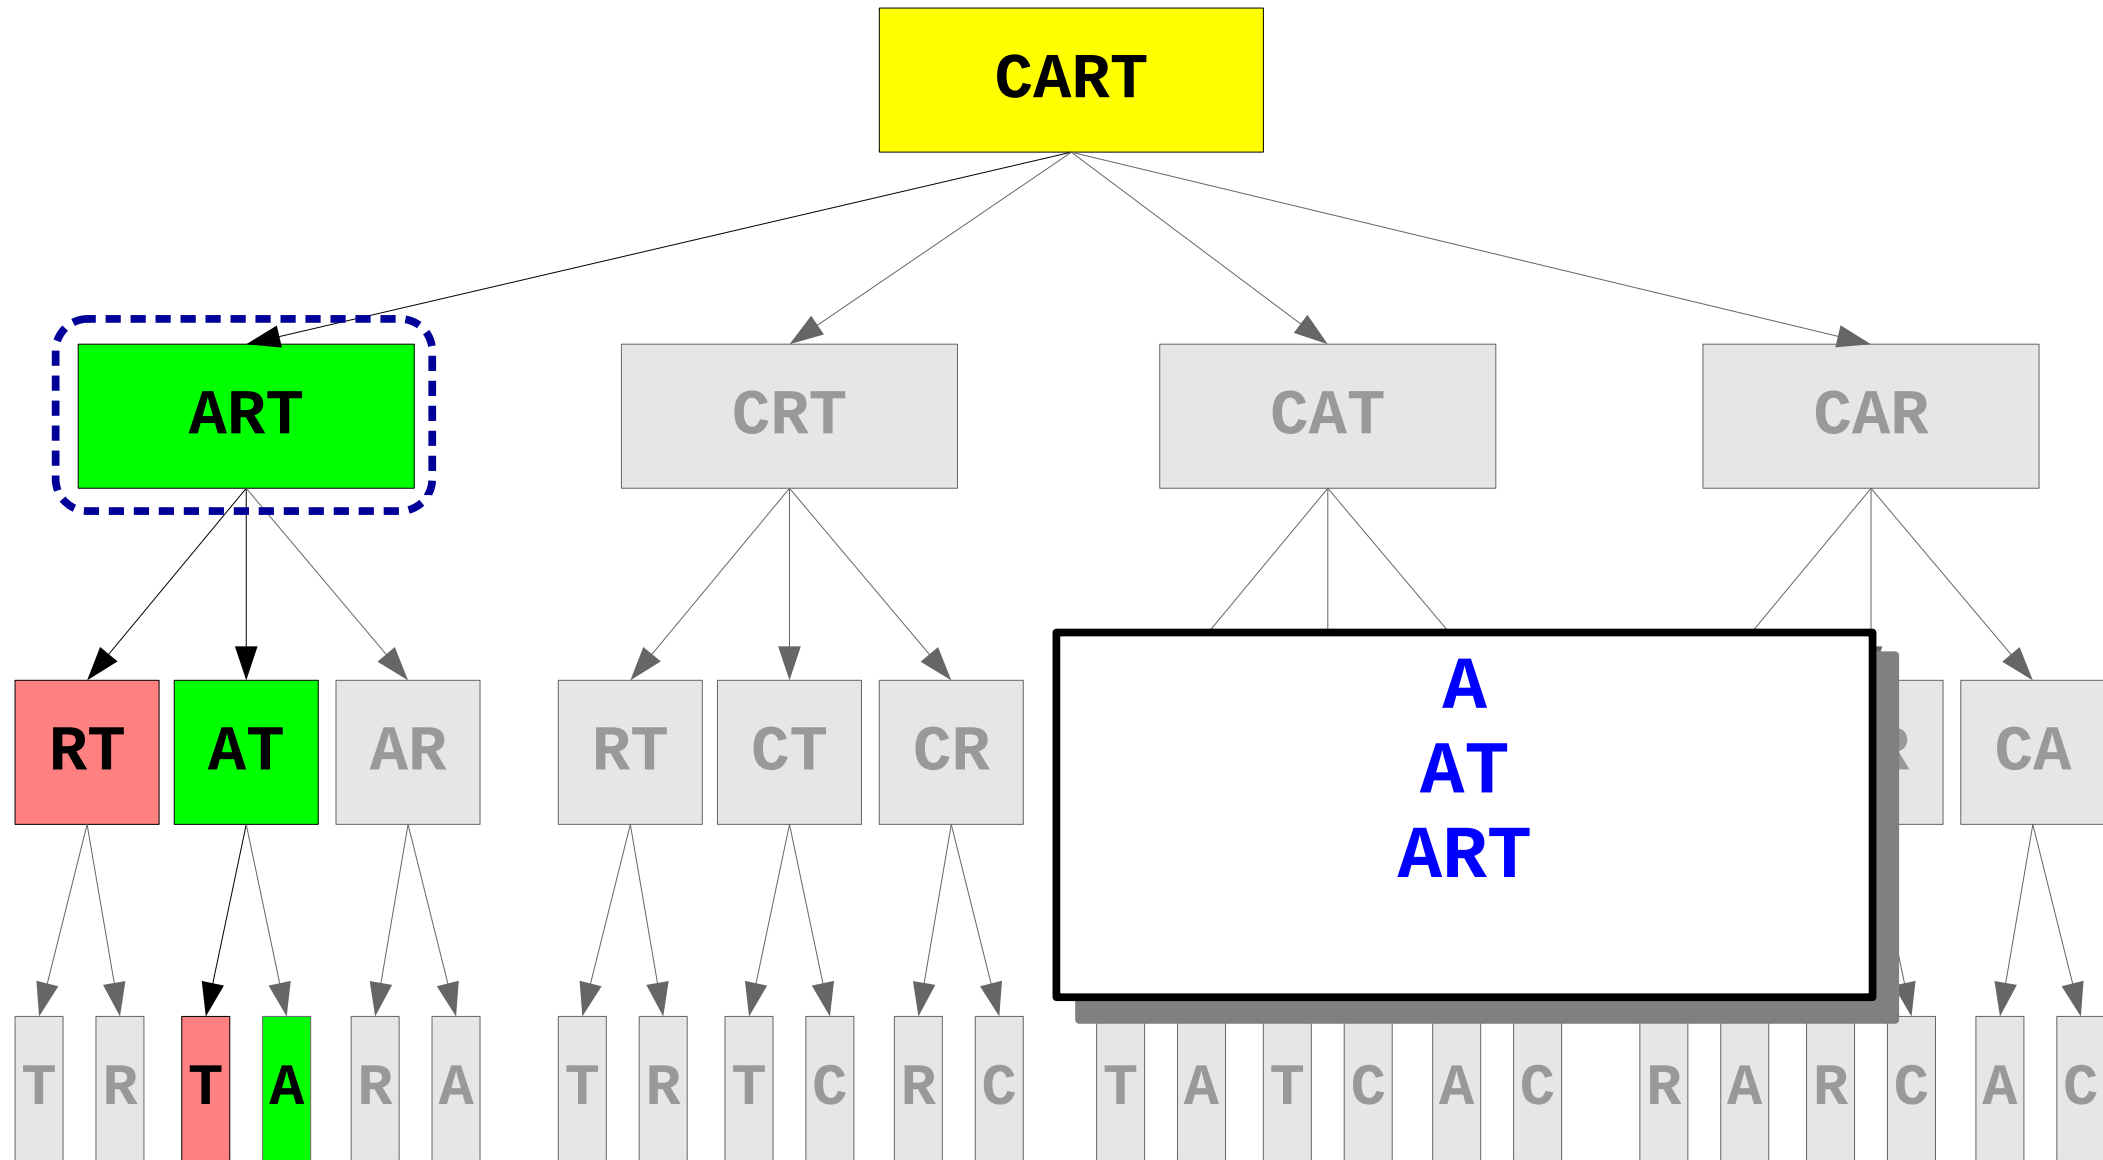 CART
ART CRT CAT CAR
RT AT AR RT CT CR CA
A
AT
ART
T R T A R A T R T C R C T A T C A C R A R C A C